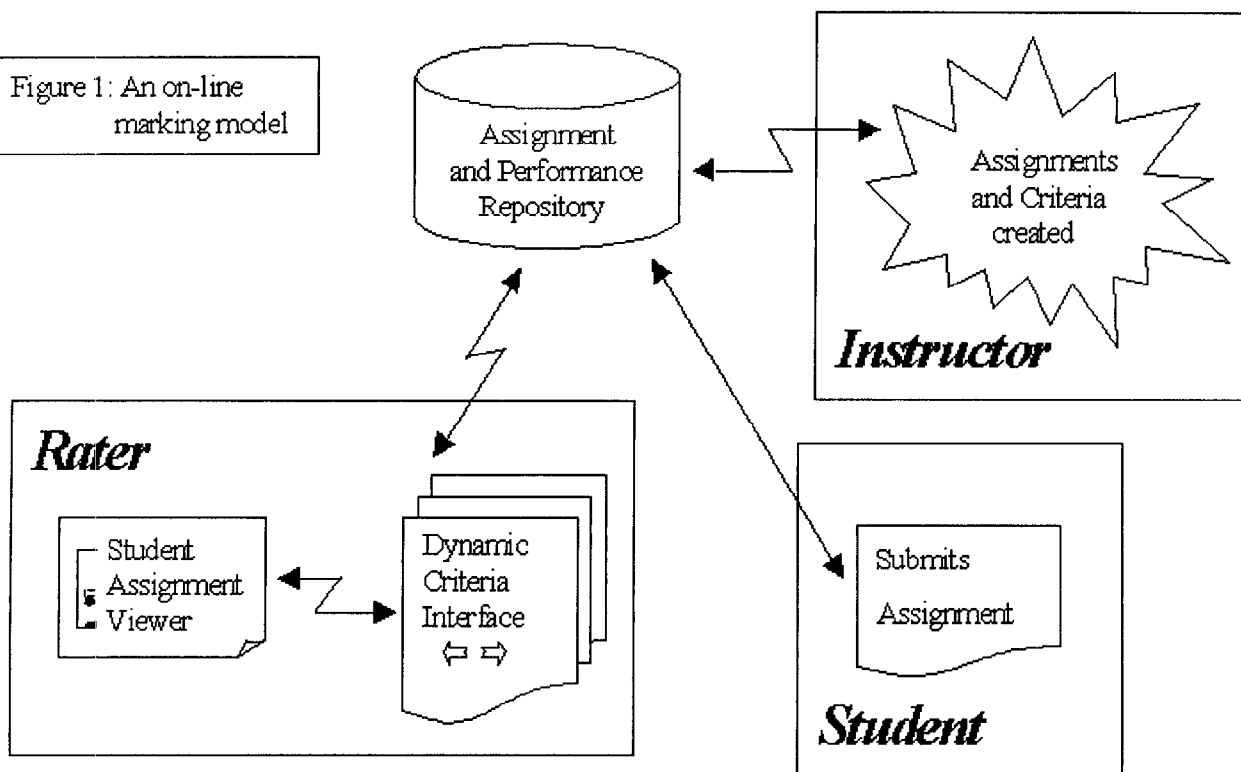 Figure 1: An on-line
marking model
Assignment
and Performance
Repository
Assignments
and Criteria
created
Instructor
Rater
Student
Assignment
Viewer
Dynamic
Criteria
Interface
Submits
Assignment
Student